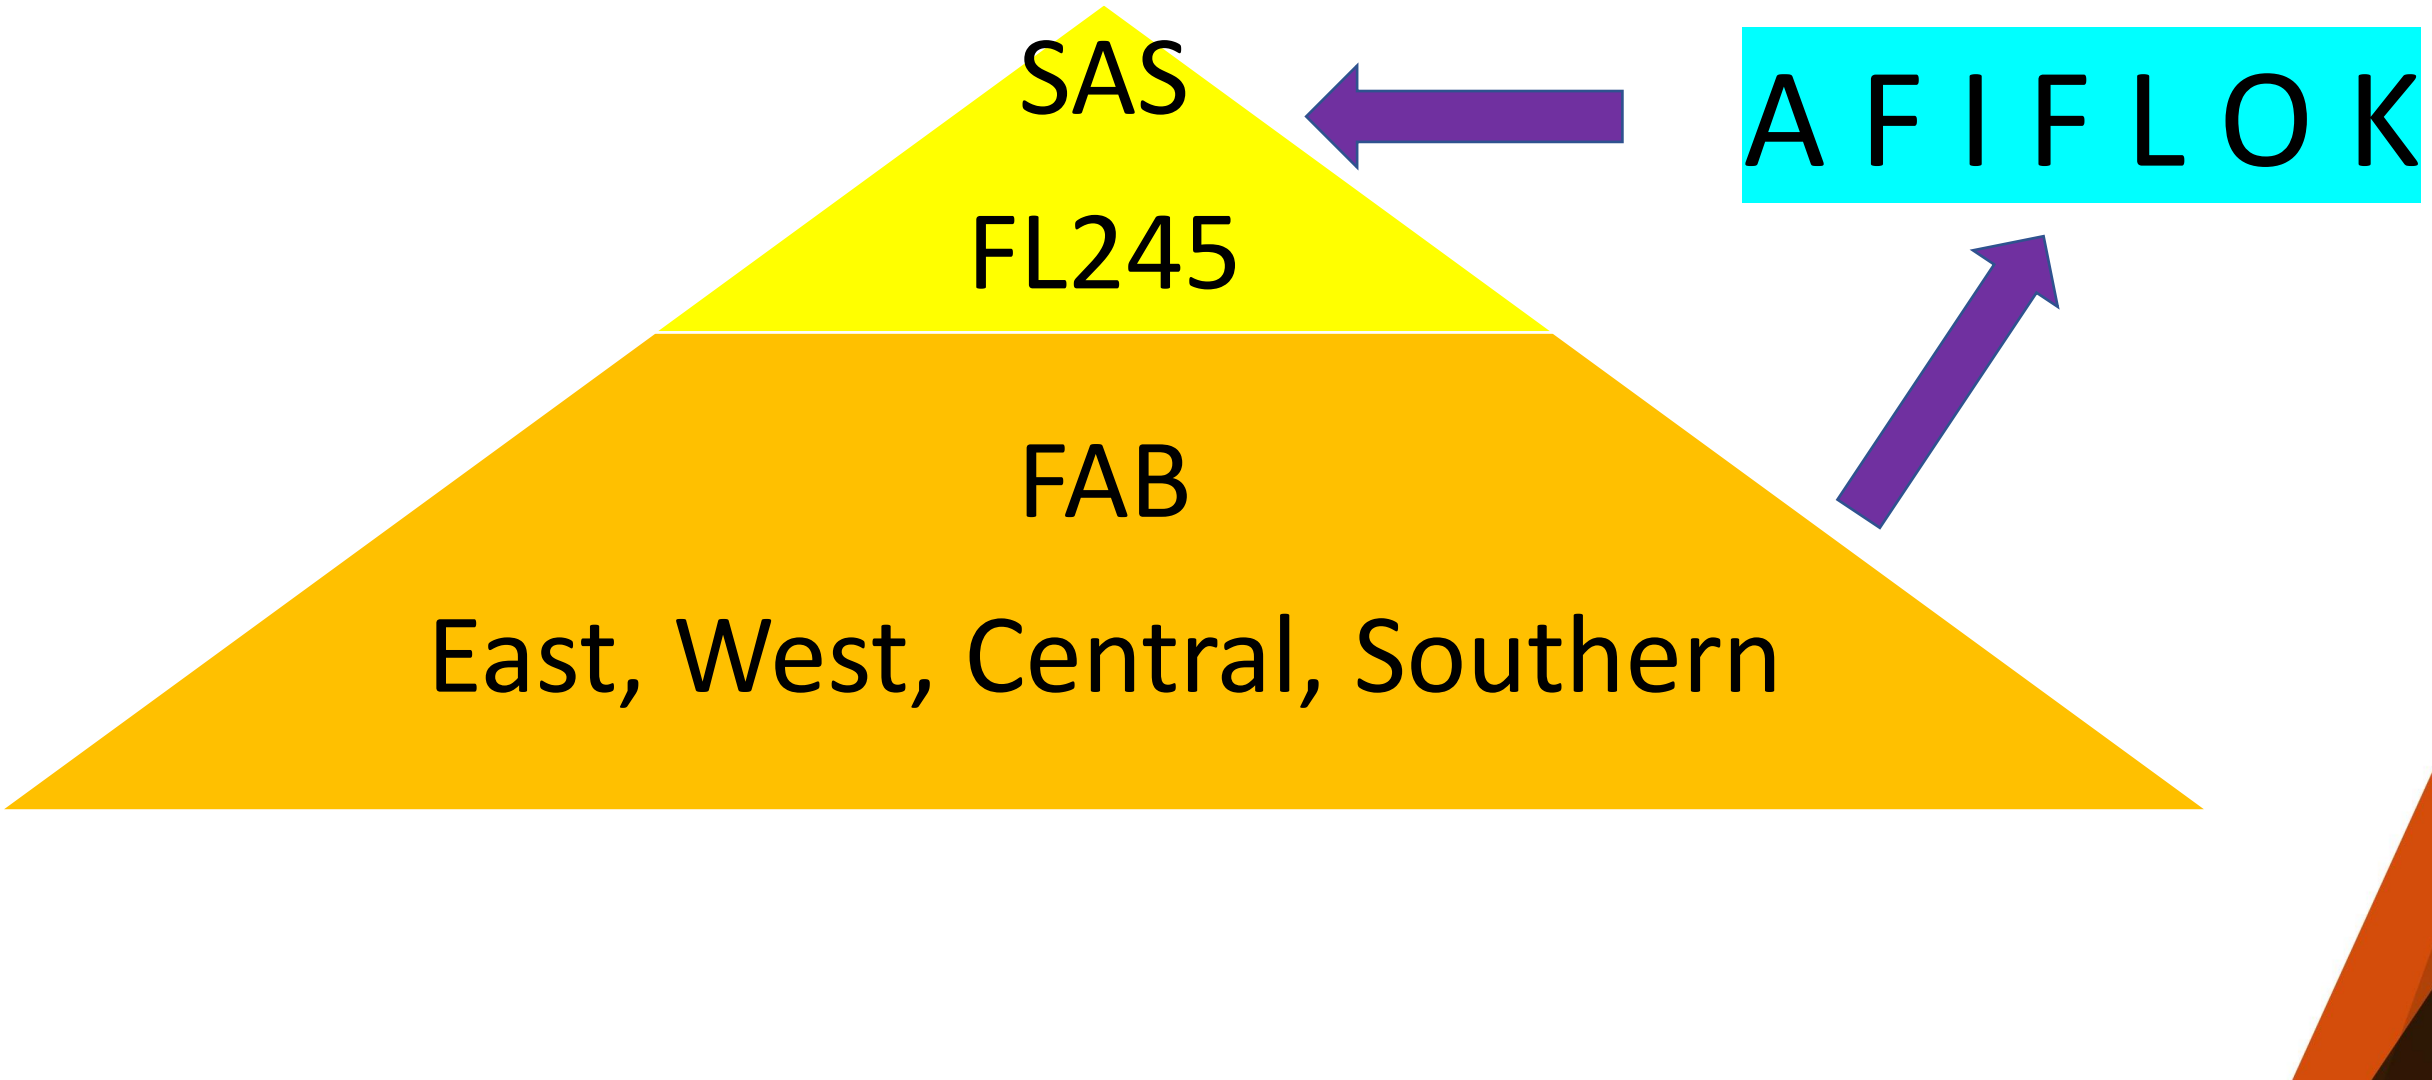 SAS
FL245
A F I F L O K
FAB
East, West, Central, Southern